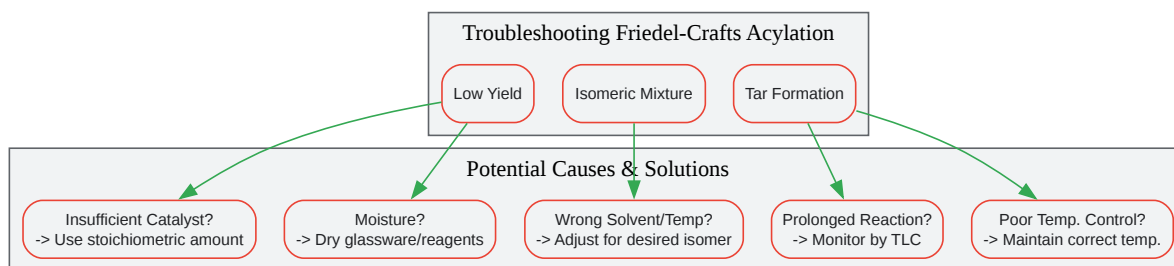 Troubleshooting Friedel-Crafts Acylation
Low Yield
Isomeric Mixture
Tar Formation
Potential Causes & Solutions
Insufficient Catalyst?
-> Use stoichiometric amount
Moisture?
-> Dry glassware/reagents
Wrong Solvent/Temp?
-> Adjust for desired isomer
Prolonged Reaction?
-> Monitor by TLC
Poor Temp. Control?
-> Maintain correct temp.